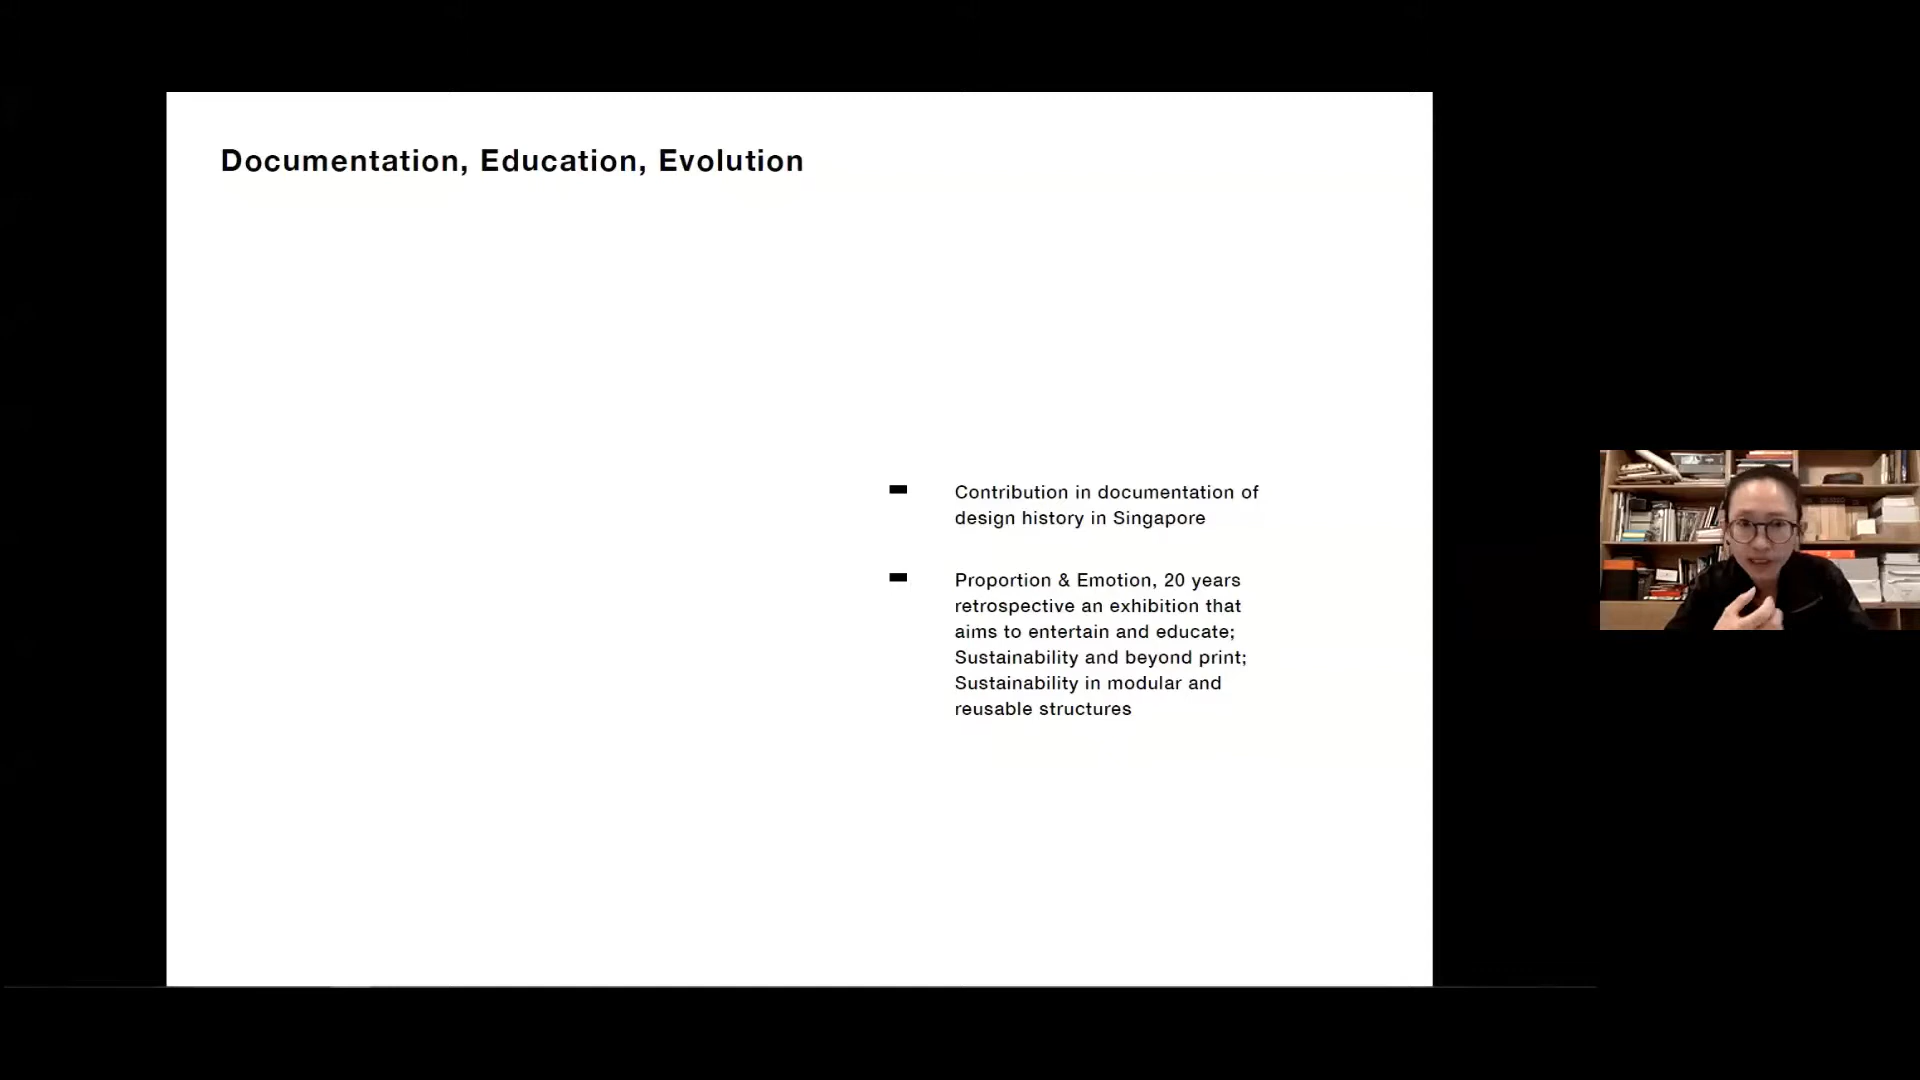 Documentation, Education, Evolution
Contribution in documentation of
design history in Singapore
Proportion & Emotion, 20 years
retrospective an exhibition that
aims to entertain and educate;
Sustainability and beyond print;
Sustainability in modular and
reusable structures